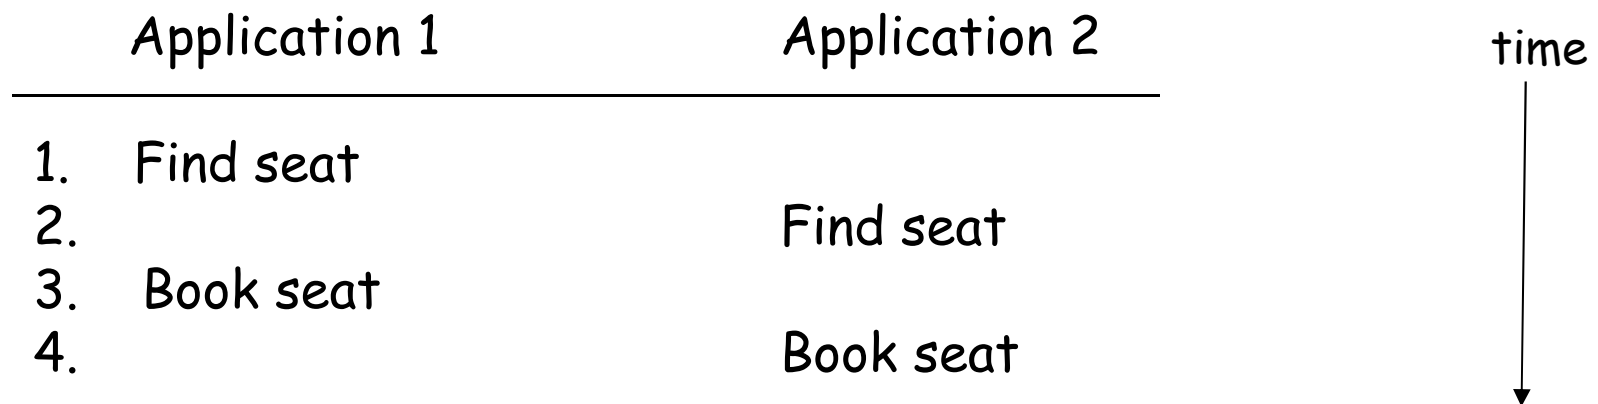 Application 1 Application 2 time
1. Find seat
2. Find seat
3. Book seat
4. Book seat